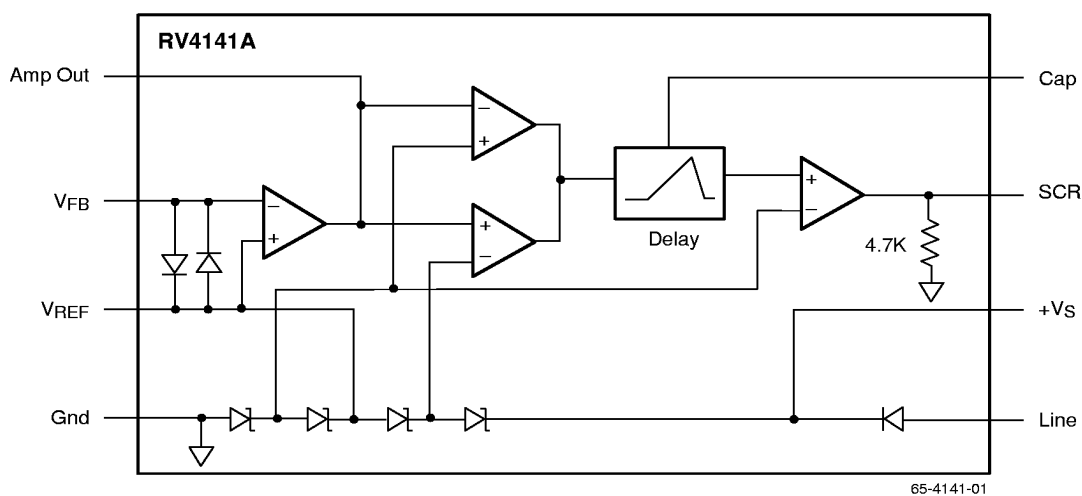 RV4141A
Amp Out
Cap
−
+
VFB
−
+
+
−
+
−
SCR
Delay
4.7K
VREF
+VS
Gnd
Line
65-4141-01